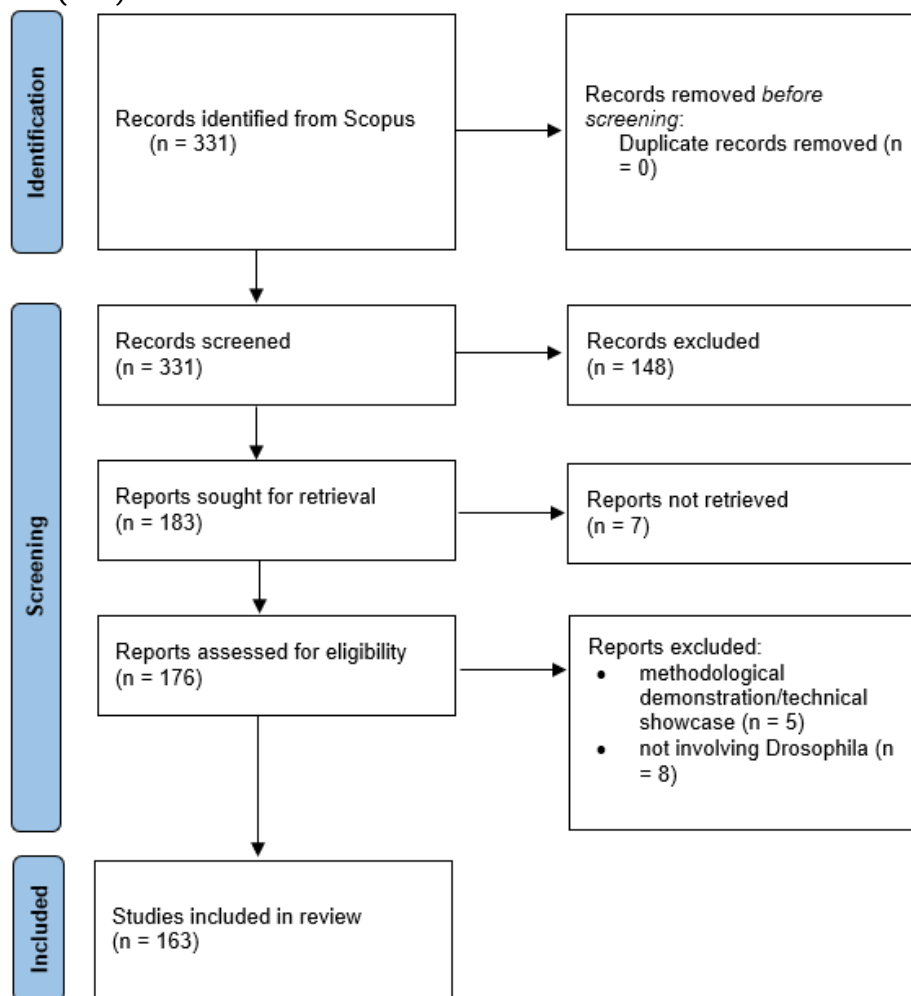 Identification
Records identified from Scopus
(n = 331)
Records removed before
screening:
Duplicate records removed (n
= 0)
Screening
Records screened
(n = 331)
Records excluded
(n = 148)
Reports sought for retrieval
(n = 183)
Reports not retrieved
(n = 7)
Reports assessed for eligibility
(n = 176)
Reports excluded:
• methodological
demonstration/technical
showcase (n = 5)
• not involving Drosophila (n
= 8)
Included
Studies included in review
(n = 163)